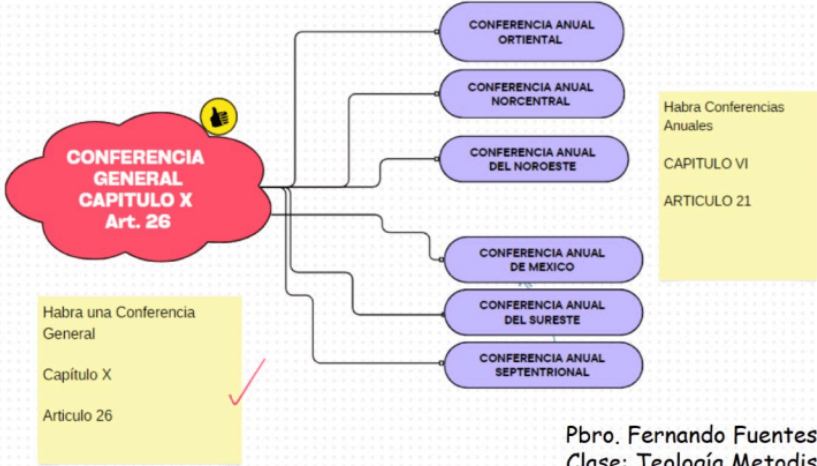 CONFERENCIA ANUAL
ORTIENTAL
CONFERENCIA ANUAL
NORCENTRAL
CONFERENCIA ANUAL
DEL NOROESTE
CONFERENCIA
GENERAL
CAPITULO X
Art. 26
Habra Conferencias
Anuales
CAPITULO VI
ARTICULO 21
CONFERENCIA ANUAL
DE MEXICO
CONFERENCIA ANUAL
DEL SURESTE
CONFERENCIA ANUAL
SEPTENTRIONAL
Habra una Conferencia
General
Capítulo X
Articulo 26
Pbro. Fernando Fuentes
Clase: Teología Metodis